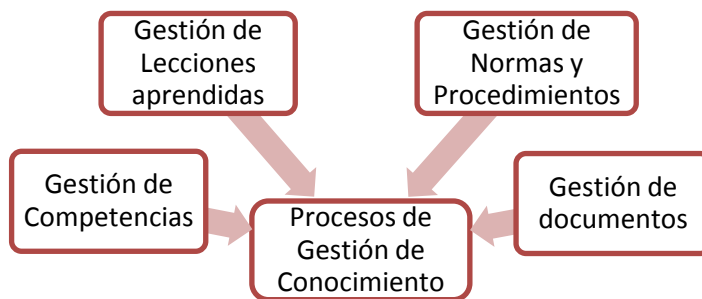 Gestión de
Lecciones
aprendidas
Gestión de
Normas y
Procedimientos
Gestión de
Competencias
Procesos de
Gestión de
Conocimiento
Gestión de
documentos